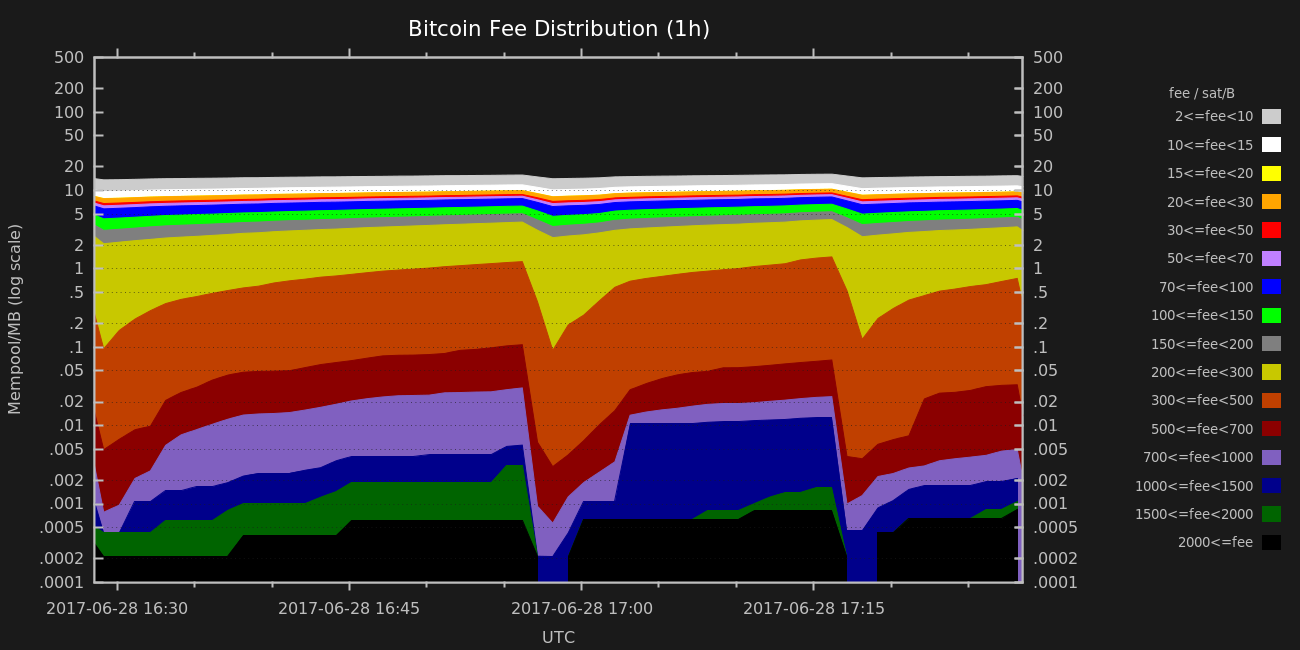 Bitcoin Fee Distribution (1h)
500
200
100
50
20
10
5
2
1
.5
.2
.1
.05
.02
.01
.005
.002
.001
.0005
.0002
.0001
Mempool/MB (log scale)
500
200
100
50
20
10
5
2
1
.5
.2
.1
.05
.02
.01
.005
.002
.001
.0005
.0002
.0001
2017-06-28 16:30
2017-06-28 16:45
2017-06-28 17:00
2017-06-28 17:15
UTC
fee / sat/B
2<=fee<10
10<=fee<15
15<=fee<20
20<=fee<30
30<=fee<50
50<=fee<70
70<=fee<100
100<=fee<150
150<=fee<200
200<=fee<300
300<=fee<500
500<=fee<700
700<=fee<1000
1000<=fee<1500
1500<=fee<2000
2000<=fee